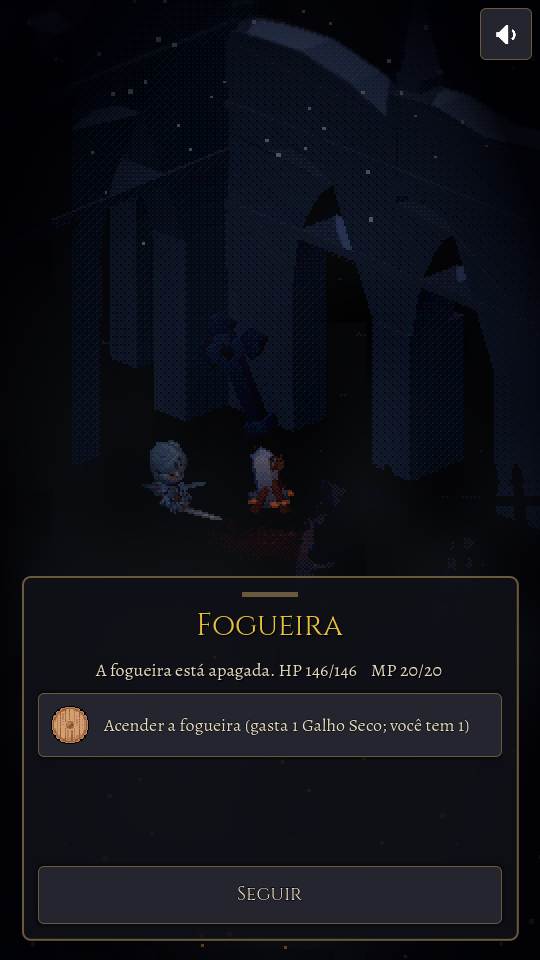 Fogueira
A fogueira está apagada. HP 146/146 MP 20/20
Acender a fogueira (gasta 1 Galho Seco; você tem 1)
Seguir